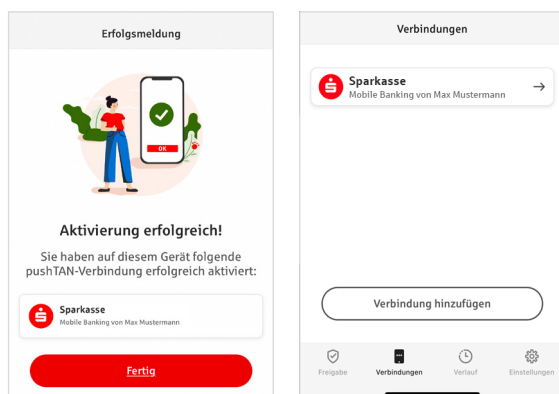 Erfolgsmeldung
OK
Aktivierung erfolgreich!
Sie haben auf diesem Gerät folgende
pushTAN-Verbindung erfolgreich aktiviert:
Sparkasse
Mobile Banking von Max Mustermann
Fertig
Verbindungen
Sparkasse
Mobile Banking von Max Mustermann
Verbindung hinzufügen
Freigabe Verbindungen Verlauf Einstellungen